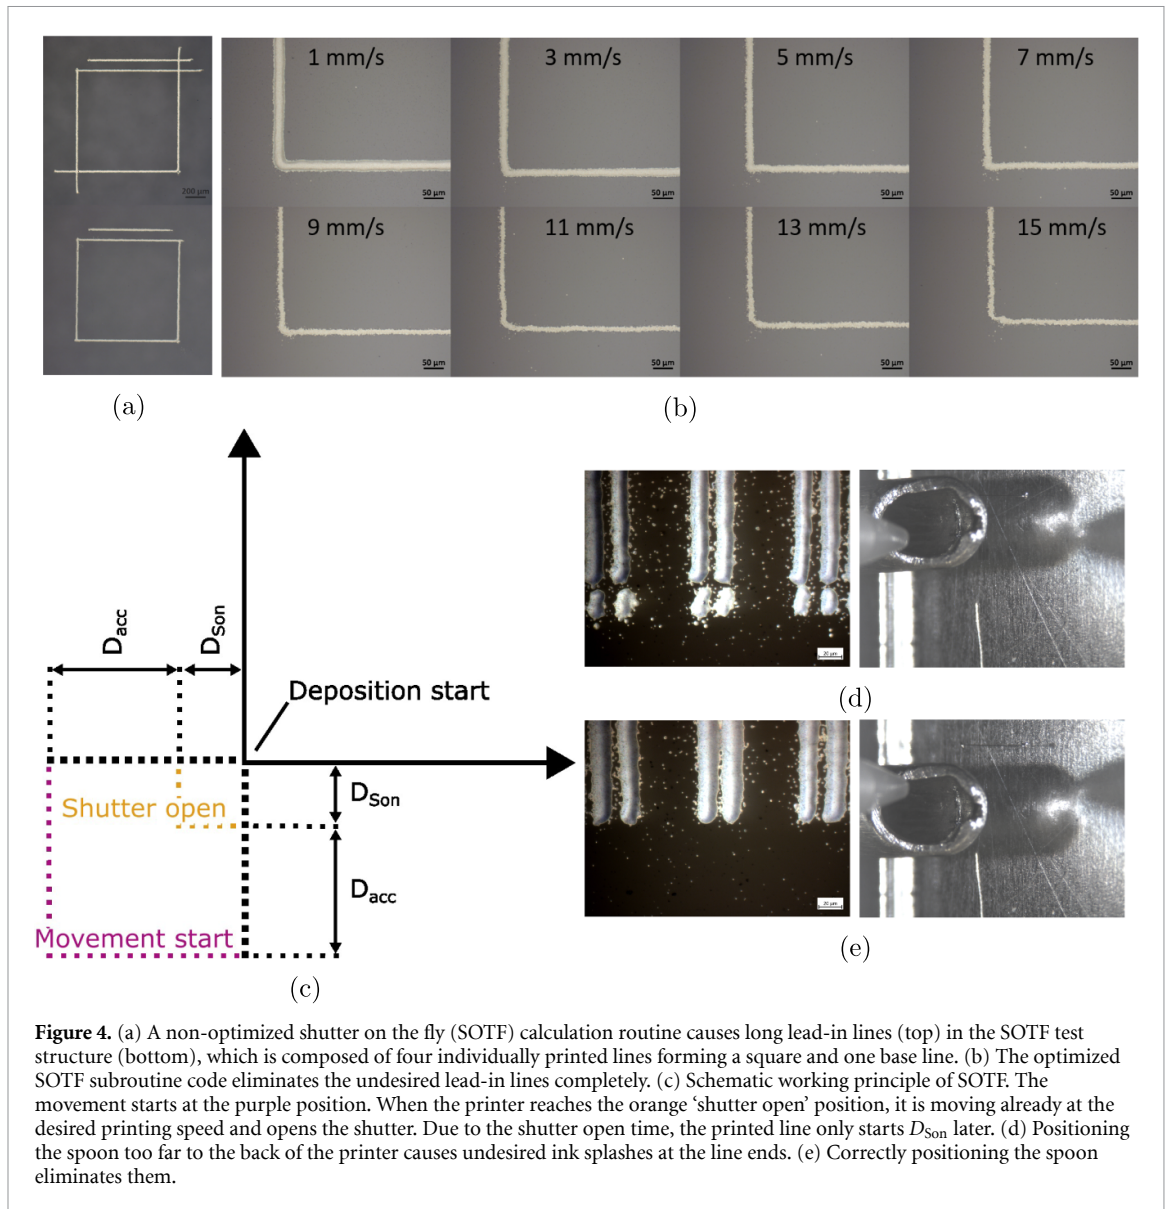 1 mm/s
3 mm/s
5 mm/s
7 mm/s
200 µm
50 µm
50 µm
50 µm
50 µm
9 mm/s
11 mm/s
13 mm/s
15 mm/s
50 µm
50 µm
50 µm
50 µm
(a)
(b)
Dacc
DSon
Deposition start
DSon
Shutter open
Dacc
Movement start
(c)
20 µm
(d)
20 µm
(e)
Figure 4. (a) A non-optimized shutter on the fly (SOTF) calculation routine causes long lead-in lines (top) in the SOTF test
structure (bottom), which is composed of four individually printed lines forming a square and one base line. (b) The optimized
SOTF subroutine code eliminates the undesired lead-in lines completely. (c) Schematic working principle of SOTF. The
movement starts at the purple position. When the printer reaches the orange ‘shutter open’ position, it is moving already at the
desired printing speed and opens the shutter. Due to the shutter open time, the printed line only starts DSon later. (d) Positioning
the spoon too far to the back of the printer causes undesired ink splashes at the line ends. (e) Correctly positioning the spoon
eliminates them.